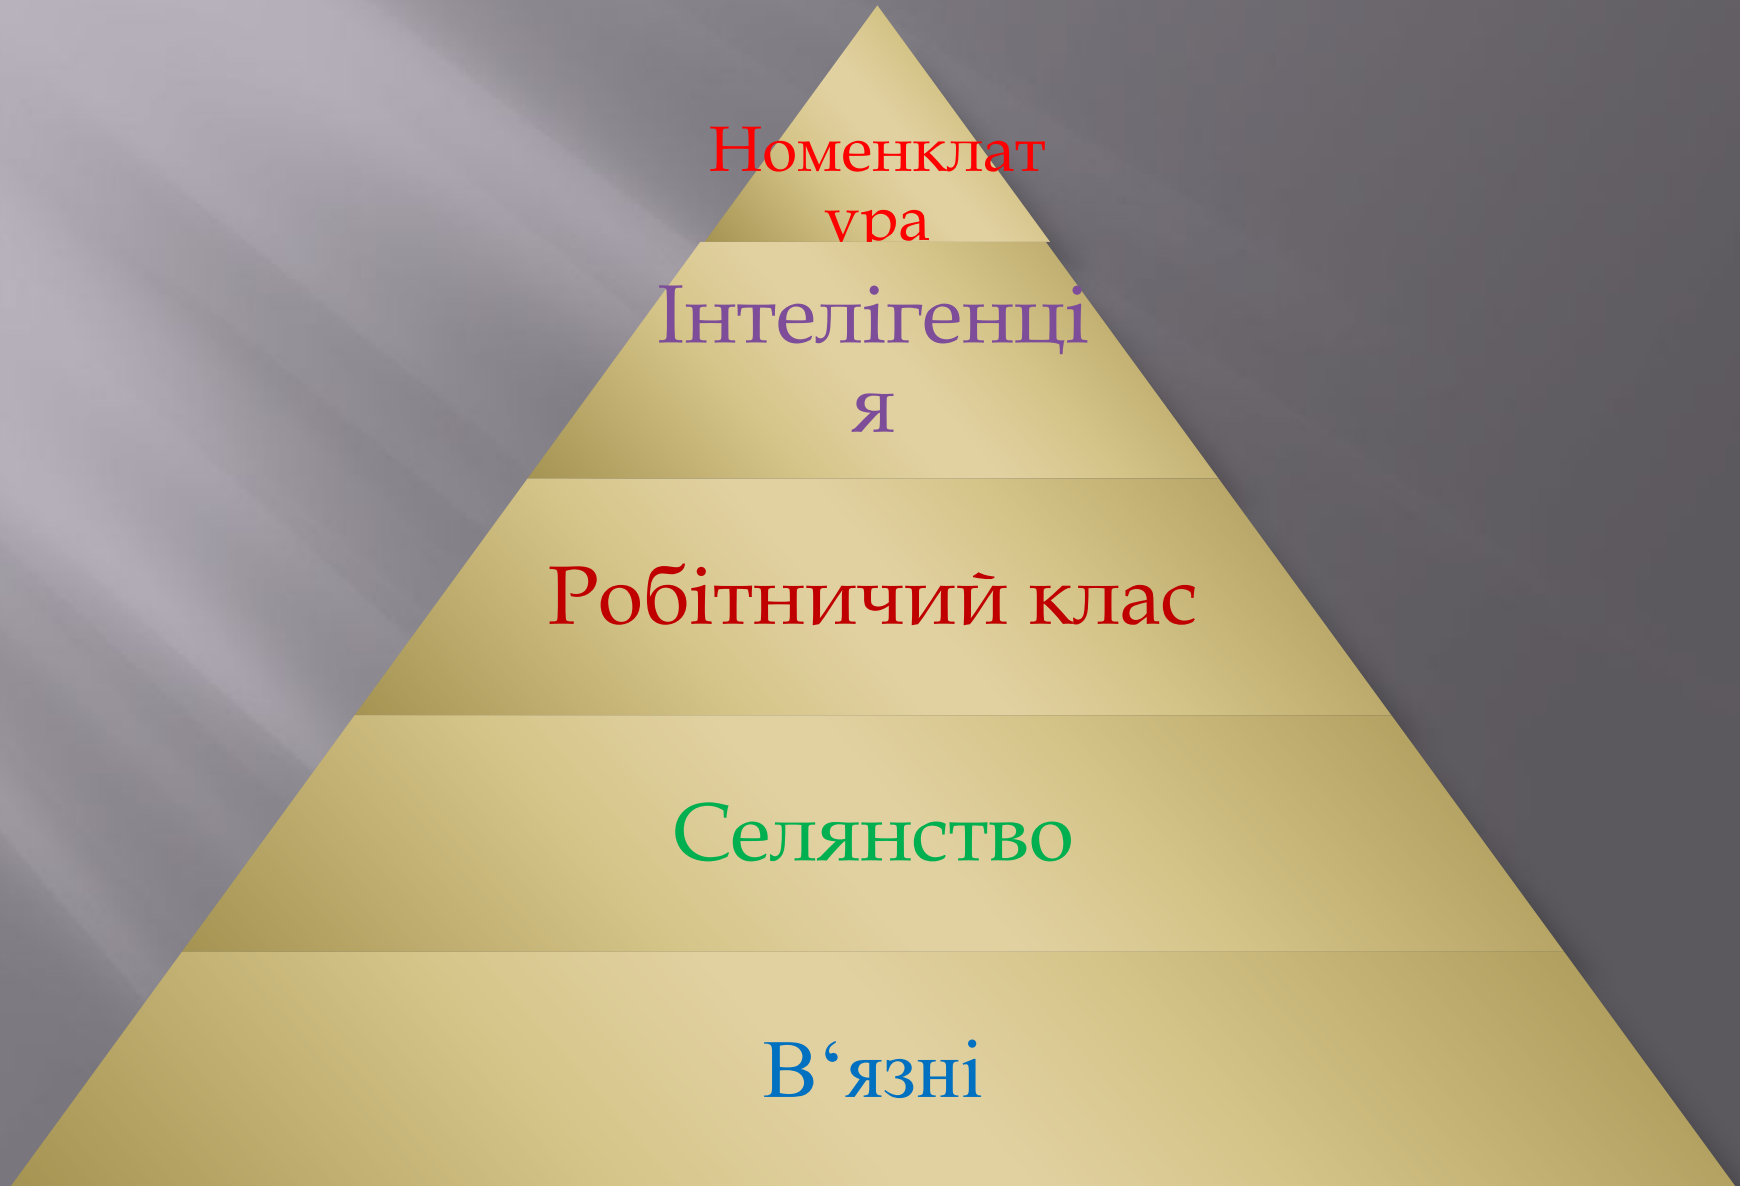 Номенклат
ура
Інтелігенці
я
Робітничий клас
Селянство
В‘язні